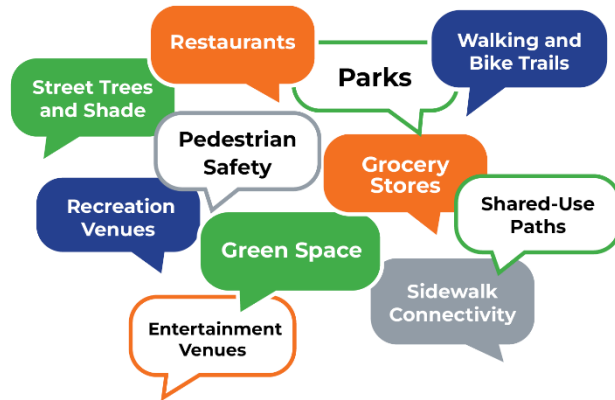 Restaurants
Walking and
Bike Trails
Parks
Street Trees
and Shade
Pedestrian
Safety
Grocery
Stores
Recreation
Venues
Shared-Use
Paths
Green Space
Sidewalk
Connectivity
Entertainment
Venues